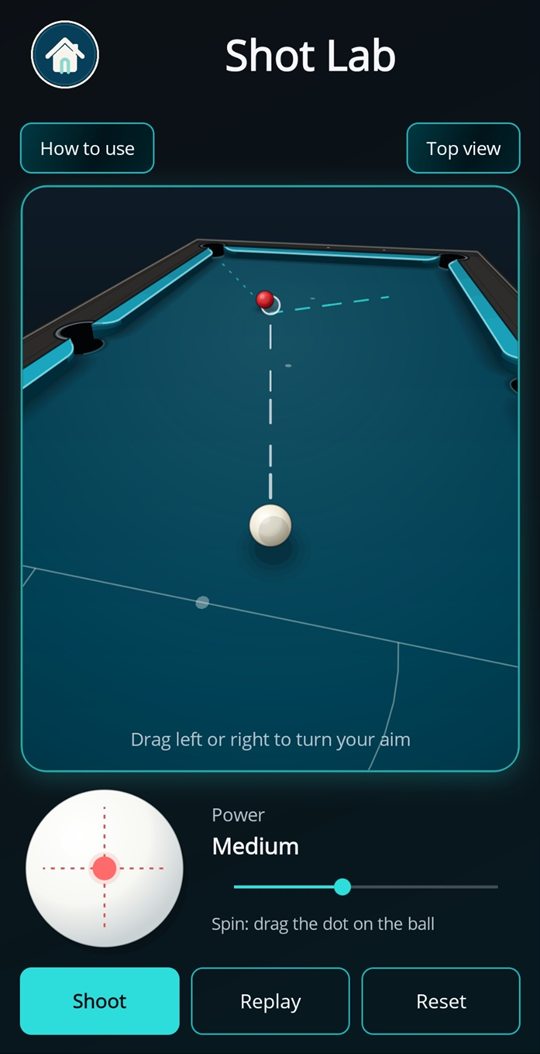 Shot Lab
How to use
Top view
Drag left or right to turn your aim
Power
Medium
Spin: drag the dot on the ball
Shoot
Replay
Reset